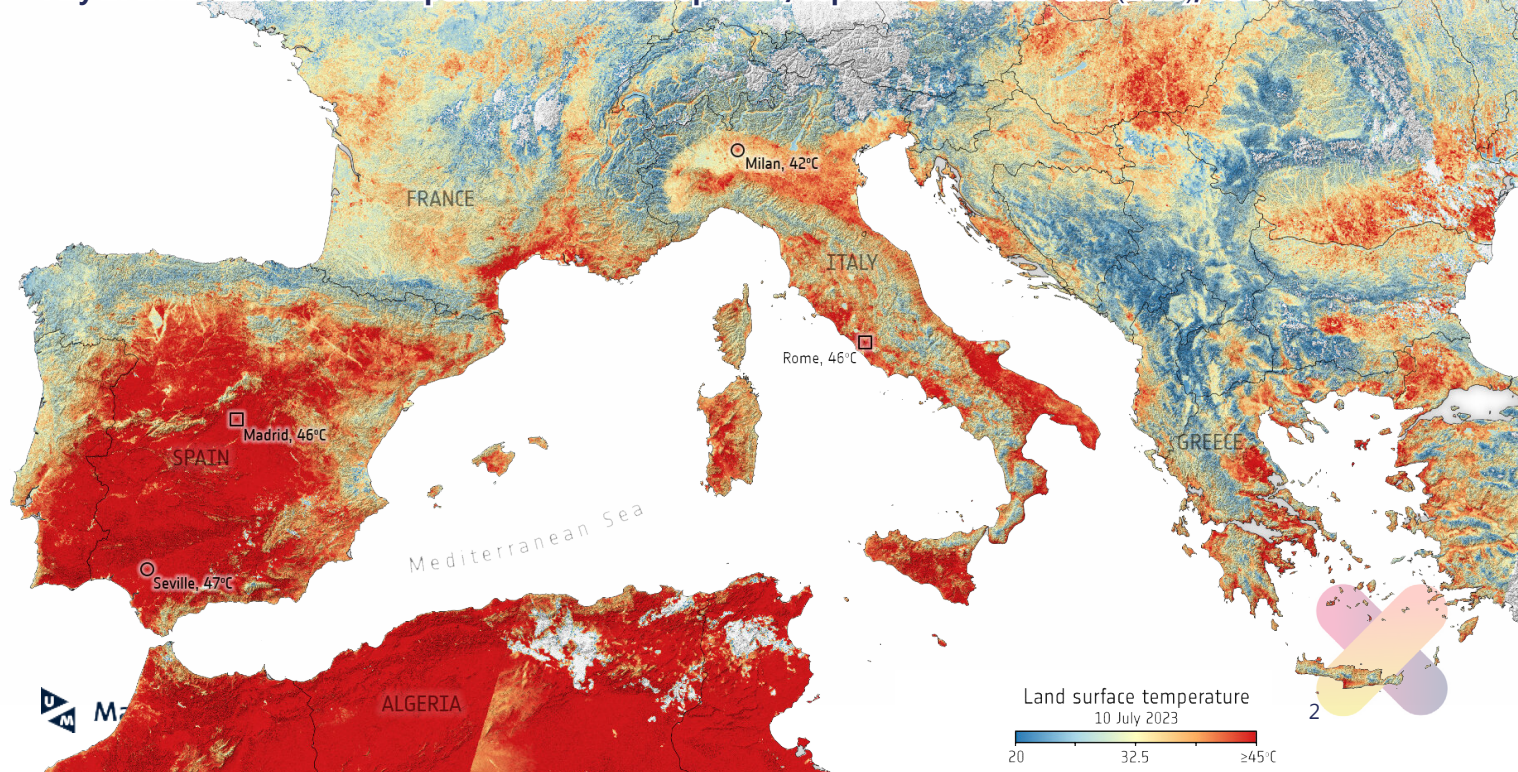 Milan, 42°C
FRANCE
ITALY
Rome, 46°C
Madrid, 46°C
SPAIN
GREECE
Mediterranean Sea
Seville, 47°C
ALGERIA
UM
Land surface temperature
10 July 2023
20 32.5 ≥45°C
2